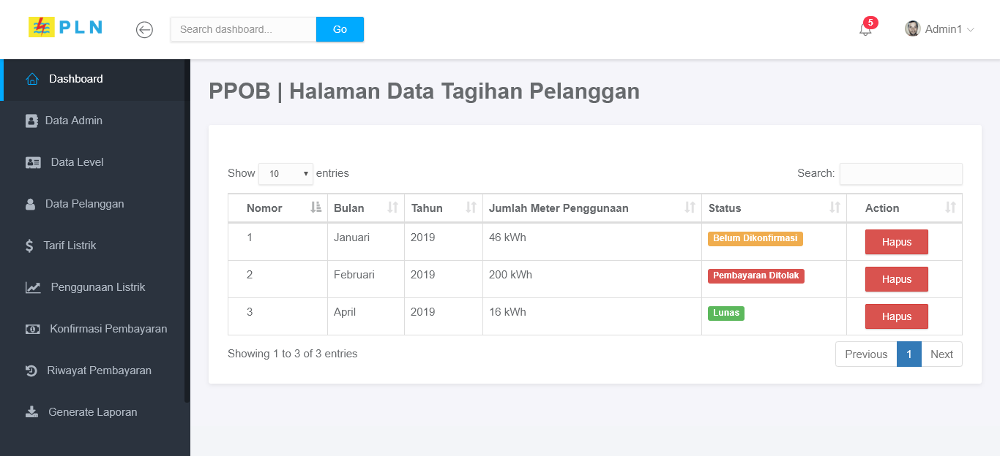 PLN
Search dashboard...
Go
5
Admin1
Dashboard
Data Admin
Data Level
Data Pelanggan
Tarif Listrik
Penggunaan Listrik
Konfirmasi Pembayaran
Riwayat Pembayaran
Generate Laporan
PPOB | Halaman Data Tagihan Pelanggan
Show 10 entries
Search:
Nomor Bulan Tahun Jumlah Meter Penggunaan Status Action
1 Januari 2019 46 kWh Belum Dikonfirmasi Hapus
2 Februari 2019 200 kWh Pembayaran Ditolak Hapus
3 April 2019 16 kWh Lunas Hapus
Showing 1 to 3 of 3 entries
Previous 1 Next